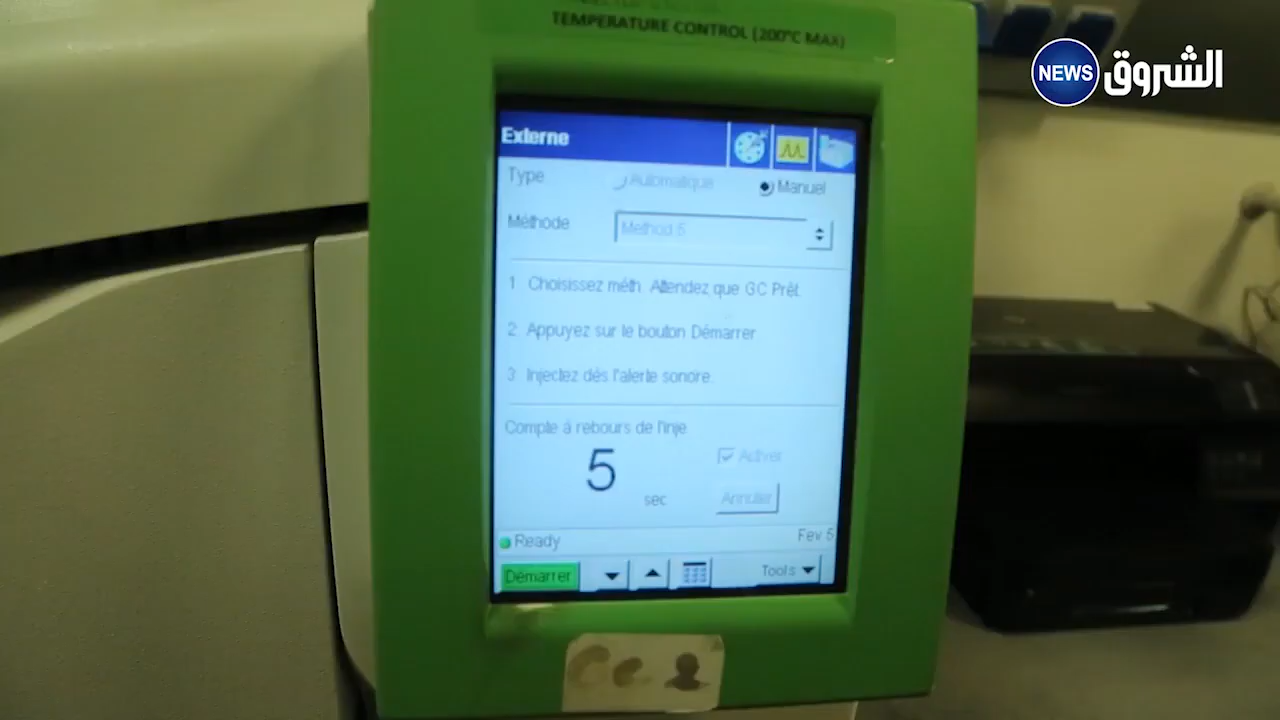 TEMPERATURE CONTROL (200°C MAX)
NEWS الشروق
Externe
Type Automatique Manuel
Méthode Method 5
1 Choisissez méth. Attendez que GC Prêt.
2. Appuyez sur le bouton Démarrer
3 Injectez dès l'alerte sonore.
Compte à rebours de l'inje.
5 sec
Activer
Annuler
Ready Fev 5
Démarrer Tools